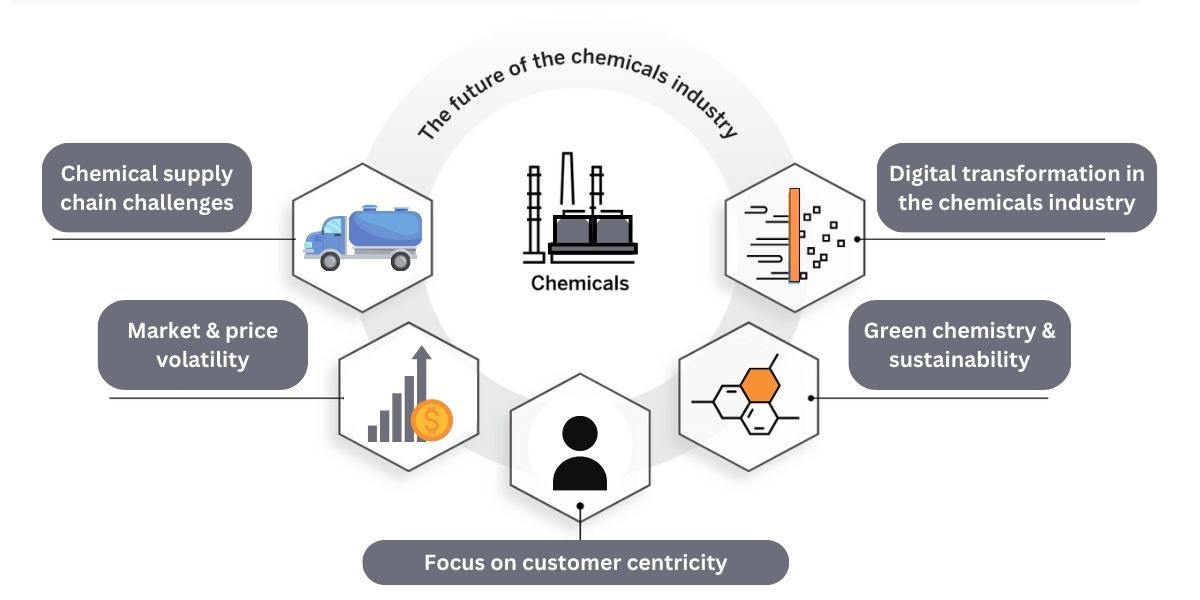 The future of the chemicals industry
Chemical supply
chain challenges
Digital transformation in
the chemicals industry
Chemicals
Market & price
volatility
Green chemistry &
sustainability
$
Focus on customer centricity